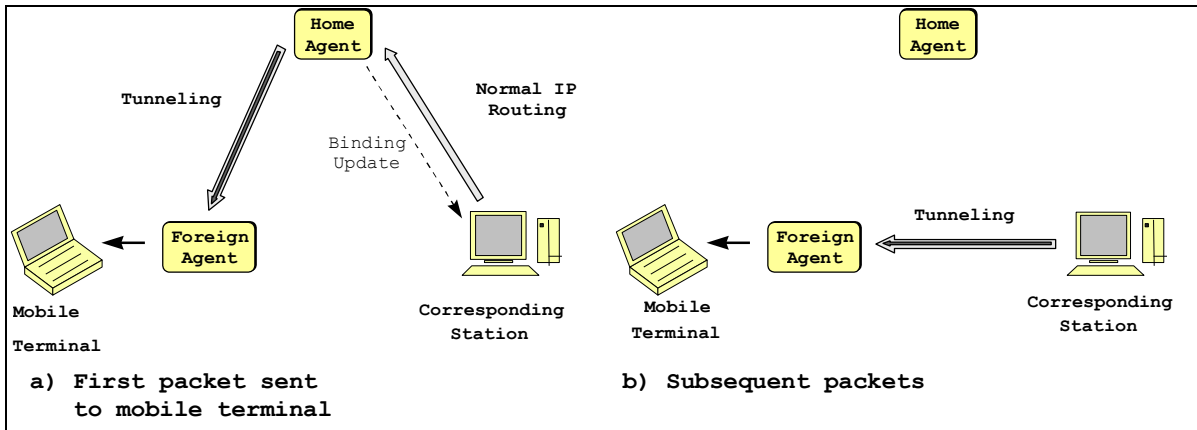 Home
Agent
Tunneling
Normal IP
Routing
Binding
Update
Foreign
Agent
Mobile
Terminal
Corresponding
Station
a) First packet sent
to mobile terminal
Home
Agent
Tunneling
Foreign
Agent
Mobile
Terminal
Corresponding
Station
b) Subsequent packets